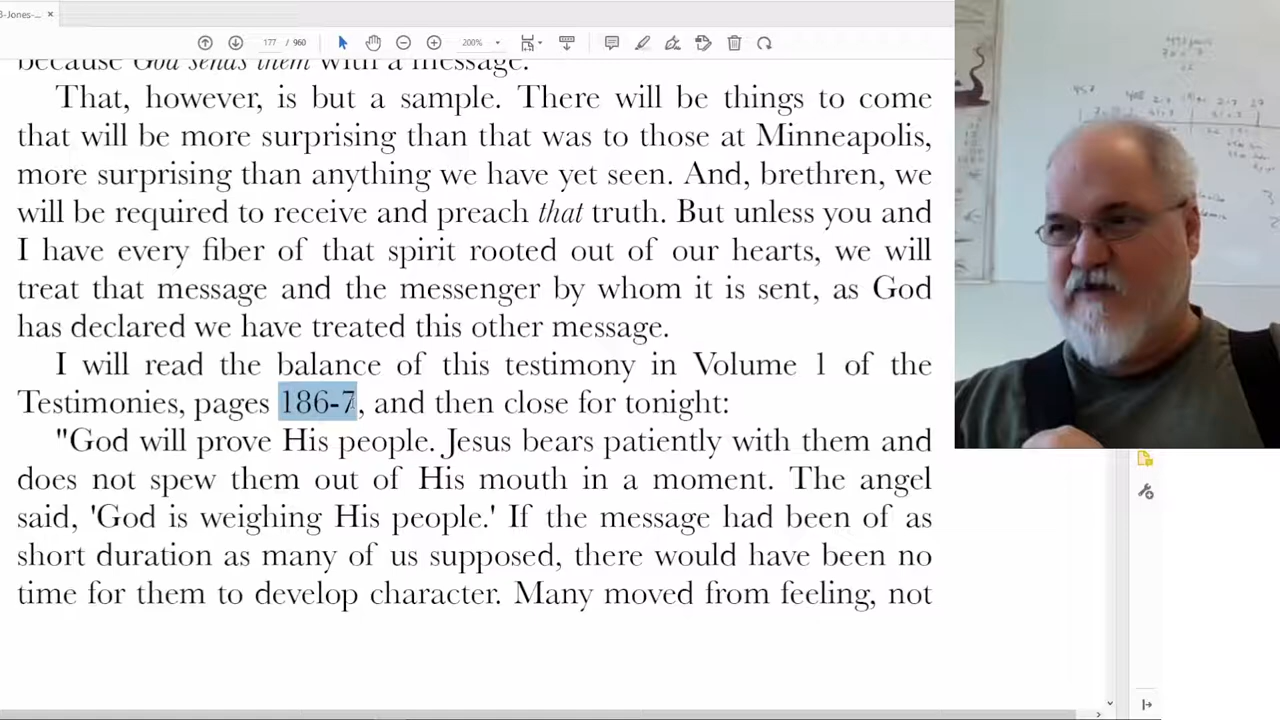 3-Jones-...
177 / 960
200%
because God sends them with a message.
That, however, is but a sample. There will be things to come
that will be more surprising than that was to those at Minneapolis,
more surprising than anything we have yet seen. And, brethren, we
will be required to receive and preach that truth. But unless you and
I have every fiber of that spirit rooted out of our hearts, we will
treat that message and the messenger by whom it is sent, as God
has declared we have treated this other message.
I will read the balance of this testimony in Volume 1 of the
Testimonies, pages 186-7, and then close for tonight:
"God will prove His people. Jesus bears patiently with them and
does not spew them out of His mouth in a moment. The angel
said, 'God is weighing His people.' If the message had been of as
short duration as many of us supposed, there would have been no
time for them to develop character. Many moved from feeling, not